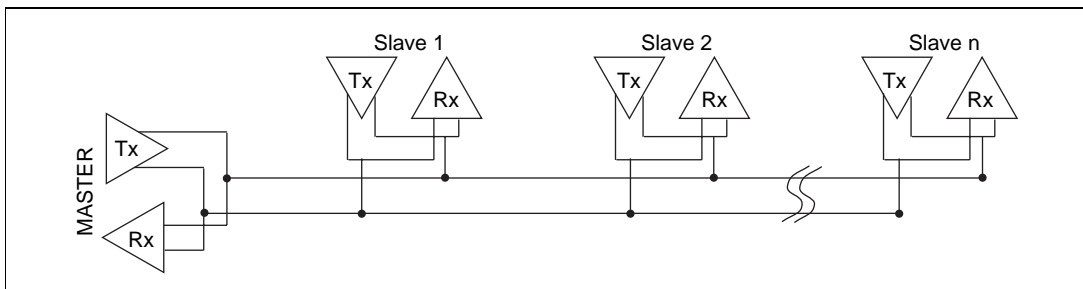 Slave 1
Slave 2
Slave n
Tx
Rx
Tx
Rx
Tx
Rx
MASTER
Tx
Rx